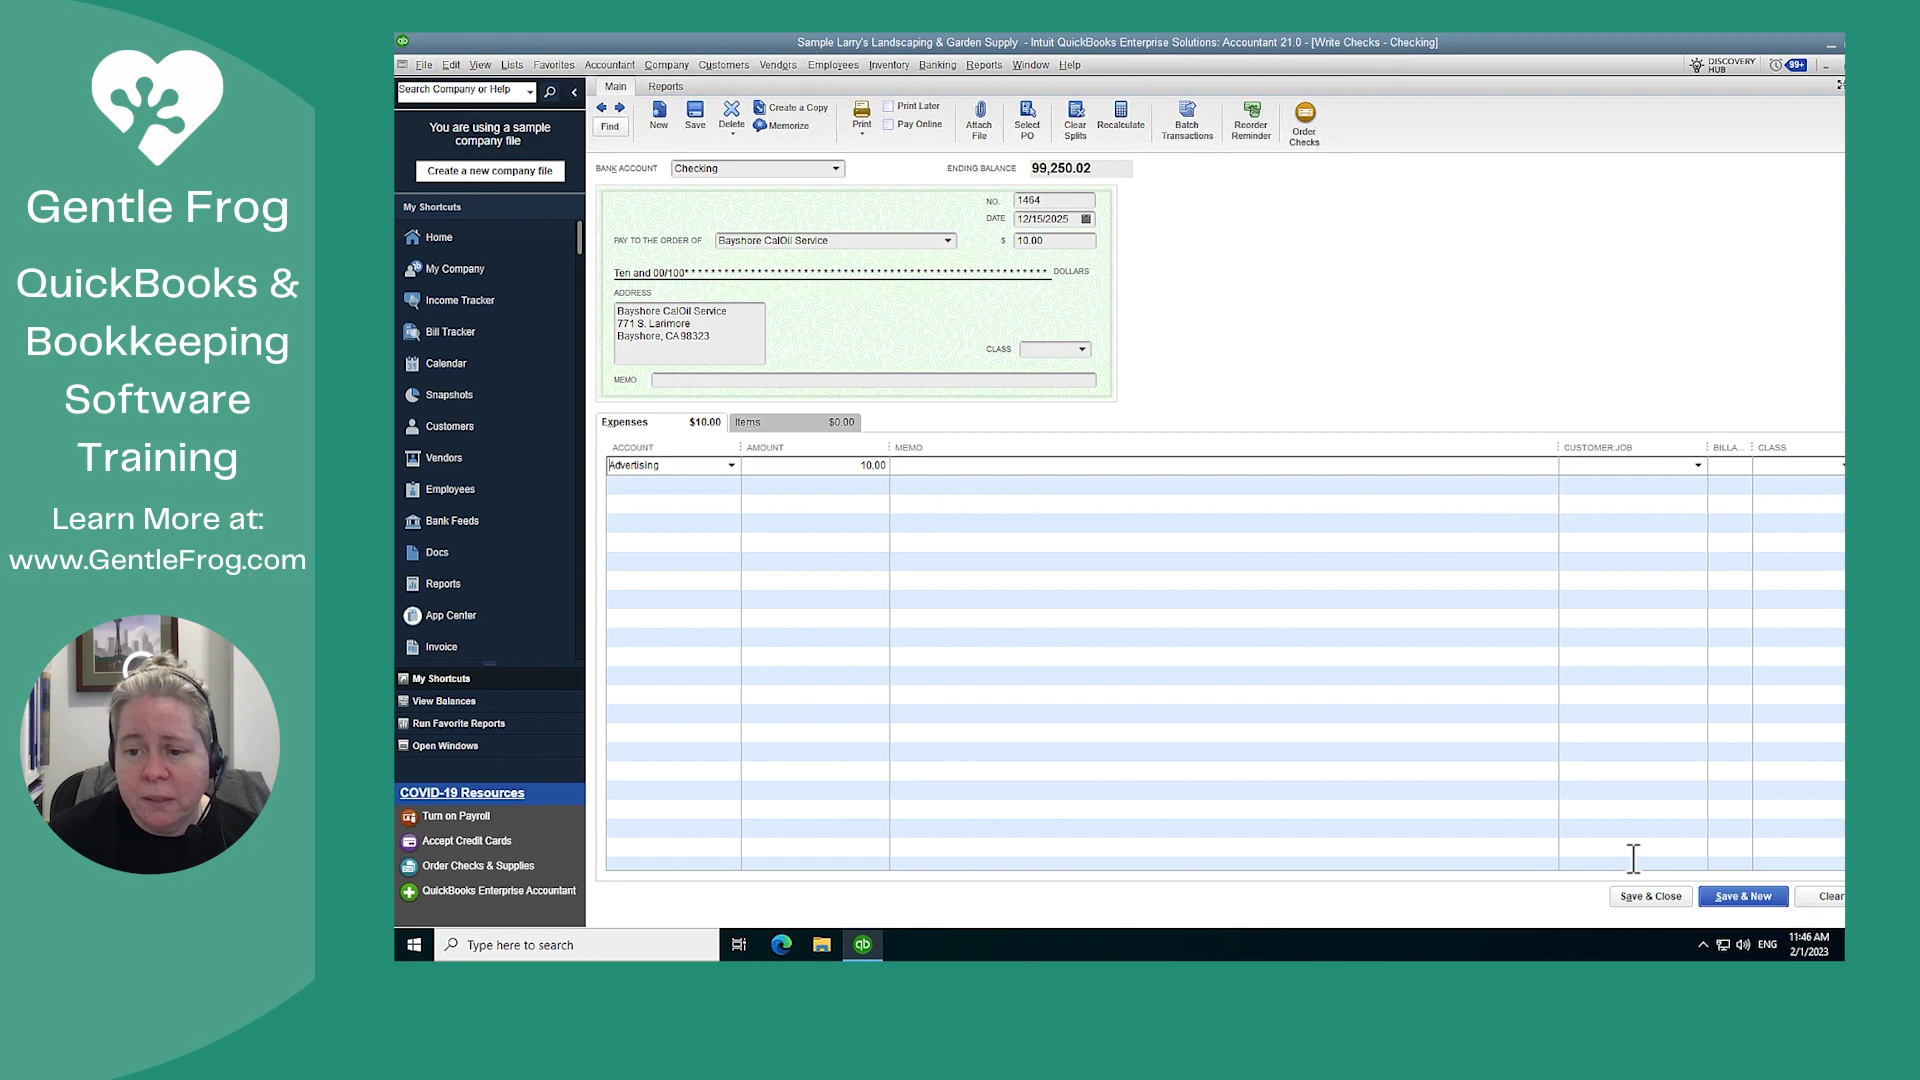 Gentle Frog
QuickBooks &
Bookkeeping
Software
Training
Learn More at:
www.GentleFrog.com
qb
Sample Larry's Landscaping & Garden Supply - Intuit QuickBooks Enterprise Solutions: Accountant 21.0 - [Write Checks - Checking]
File Edit View Lists Favorites Accountant Company Customers Vendors Employees Inventory Banking Reports Window Help
DISCOVERY HUB
99+
Search Company or Help
You are using a sample
company file
Create a new company file
My Shortcuts
Home
My Company
Income Tracker
Bill Tracker
Calendar
Snapshots
Customers
Vendors
Employees
Bank Feeds
Docs
Reports
App Center
Invoice
My Shortcuts
View Balances
Run Favorite Reports
Open Windows
COVID-19 Resources
Turn on Payroll
Accept Credit Cards
Order Checks & Supplies
QuickBooks Enterprise Accountant
Main Reports
Find
New
Save
Delete
Create a Copy
Memorize
Print
Print Later
Pay Online
Attach
File
Select
PO
Clear
Splits
Recalculate
Batch
Transactions
Reorder
Reminder
Order
Checks
BANK ACCOUNT Checking ENDING BALANCE 99,250.02
NO. 1464
DATE 12/15/2025
PAY TO THE ORDER OF Bayshore CalOil Service $ 10.00
Ten and 00/100* * * * * * * * * * * * * * * * * * * * * * * * * * * * * * * * * * * * * * * * * * * * * * * * * * * * * * * DOLLARS
ADDRESS
Bayshore CalOil Service
771 S. Larimore
Bayshore, CA 98323
CLASS
MEMO
Expenses $10.00 Items $0.00
ACCOUNT AMOUNT MEMO CUSTOMER:JOB BILLA... CLASS
Advertising 10.00
Save & Close Save & New Clear
Type here to search
qb
ENG
11:46 AM
2/1/2023